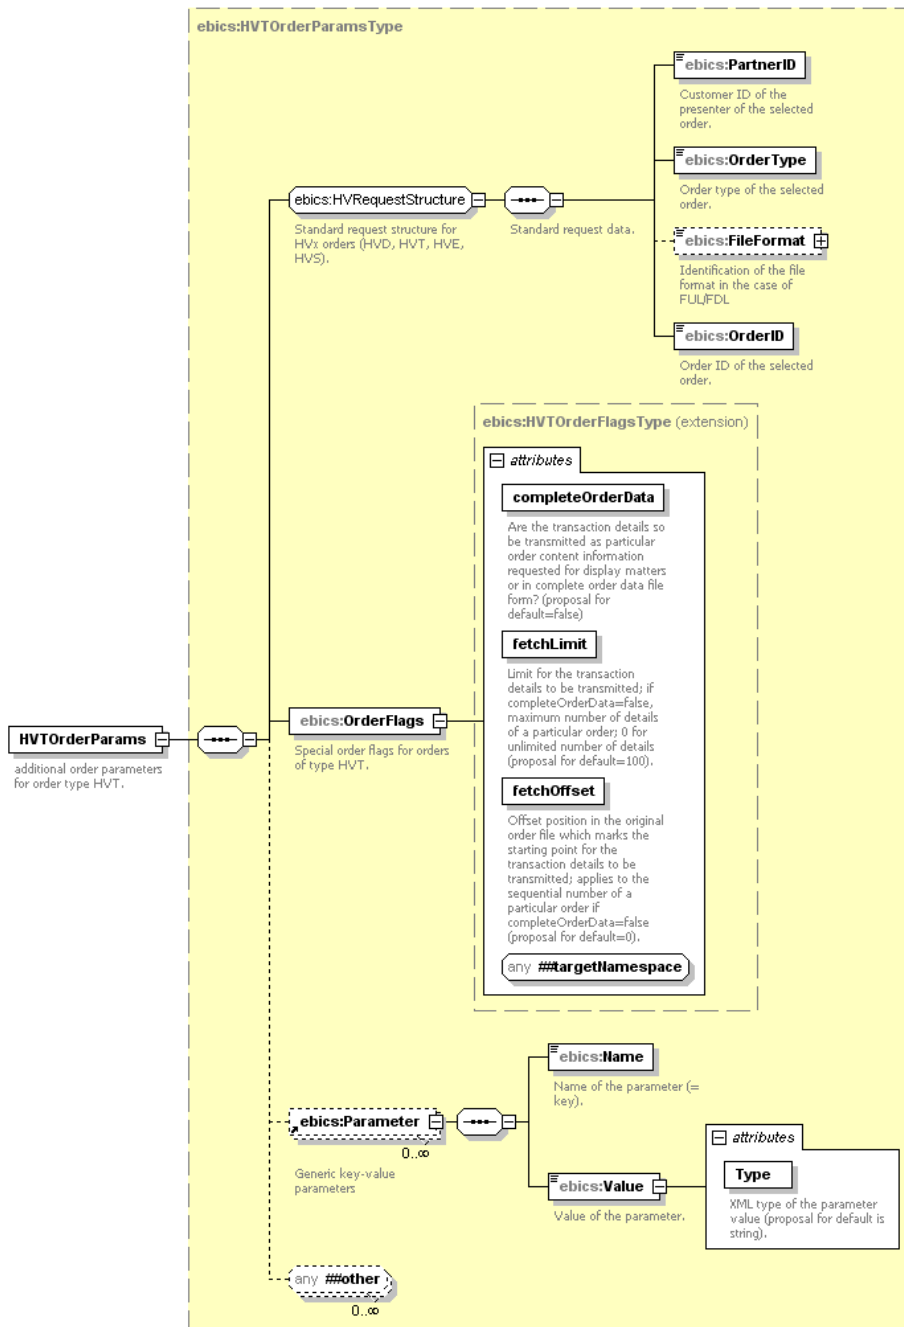 ebics:HVTOrderParamsType
ebics:PartnerID
Customer ID of the
presenter of the selected
order.
ebics:OrderType
Order type of the selected
order.
ebics:HVRequestStructure
Standard request structure for
HVx orders (HVD, HVT, HVE,
HVS).
Standard request data.
ebics:FileFormat
Identification of the file
format in the case of
FUL/FDL
ebics:OrderID
Order ID of the selected
order.
ebics:HVTOrderFlagsType (extension)
attributes
completeOrderData
Are the transaction details so
be transmitted as particular
order content information
requested for display matters
or in complete order data file
form? (proposal for
default=false)
fetchLimit
Limit for the transaction
details to be transmitted; if
completeOrderData=false,
maximum number of details
of a particular order; 0 for
unlimited number of details
(proposal for default=100).
HVTOrderParams
additional order parameters
for order type HVT.
ebics:OrderFlags
Special order flags for orders
of type HVT.
fetchOffset
Offset position in the original
order file which marks the
starting point for the
transaction details to be
transmitted; applies to the
sequential number of a
particular order if
completeOrderData=false
(proposal for default=0).
any ##targetNamespace
ebics:Name
Name of the parameter (=
key).
ebics:Parameter
0..∞
Generic key-value
parameters
ebics:Value
Value of the parameter.
attributes
Type
XML type of the parameter
value (proposal for default is
string).
any ##other
0..∞